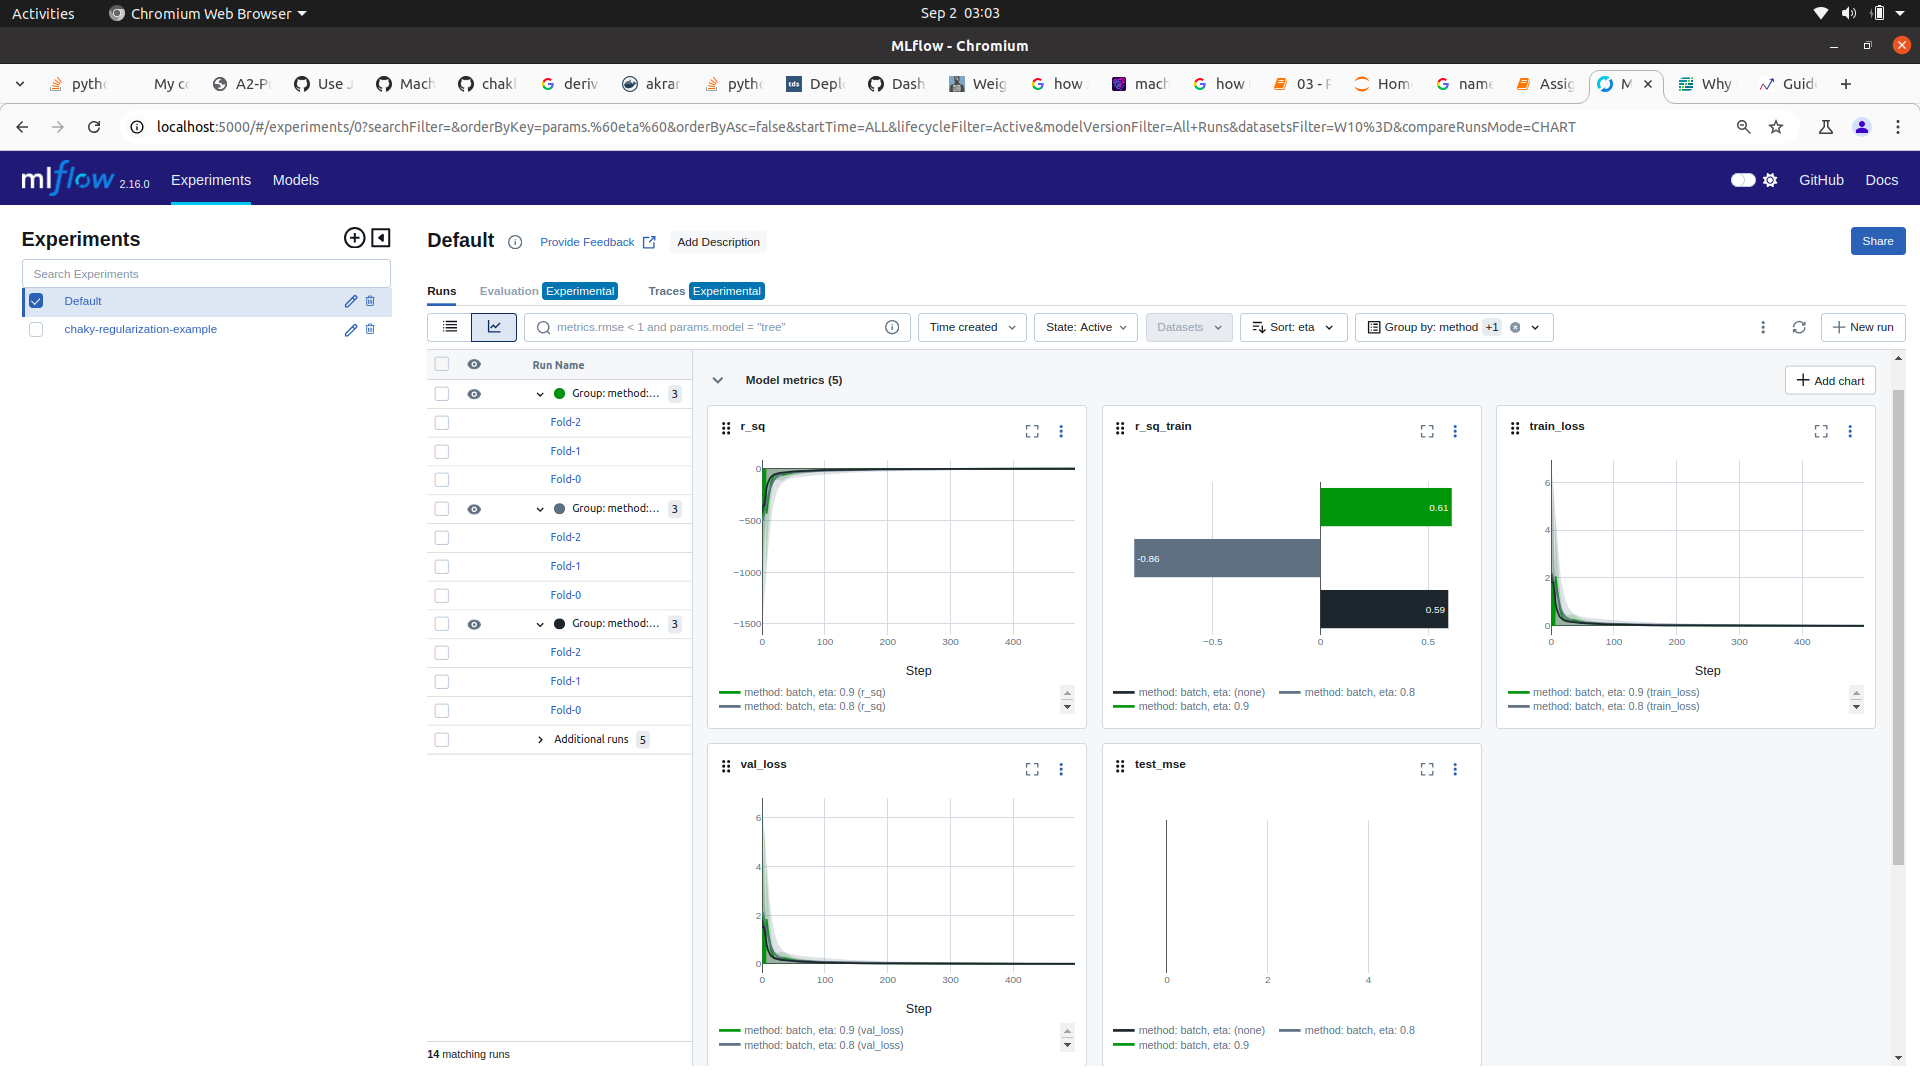 Activities Chromium Web Browser Sep 2 03:03
MLflow - Chromium
pytho My co A2-Pr Use J Mach chakl deriv akrar pytho Deplo Dash Weig how mach how 03 - F Hom name Assig M Why Guide
localhost:5000/#/experiments/0?searchFilter=&orderByKey=params.%60eta%60&orderByAsc=false&startTime=ALL&lifecycleFilter=Active&modelVersionFilter=All+Runs&datasetsFilter=W10%3D&compareRunsMode=CHART
mlflow 2.16.0 Experiments Models GitHub Docs
Experiments
Search Experiments
Default
chaky-regularization-example
Default Provide Feedback Add Description Share
Runs Evaluation Experimental Traces Experimental
metrics.rmse < 1 and params.model = "tree" Time created State: Active Datasets Sort: eta Group by: method +1 New run
Run Name
Group: method:... 3
Fold-2
Fold-1
Fold-0
Group: method:... 3
Fold-2
Fold-1
Fold-0
Group: method:... 3
Fold-2
Fold-1
Fold-0
Additional runs 5
14 matching runs
Model metrics (5) Add chart
r_sq
0
−500
−1000
−1500
0 100 200 300 400
Step
method: batch, eta: 0.9 (r_sq)
method: batch, eta: 0.8 (r_sq)
r_sq_train
0.61
-0.86
0.59
−0.5 0 0.5
method: batch, eta: (none) method: batch, eta: 0.8
method: batch, eta: 0.9
train_loss
6
4
2
0
0 100 200 300 400
Step
method: batch, eta: 0.9 (train_loss)
method: batch, eta: 0.8 (train_loss)
val_loss
6
4
2
0
0 100 200 300 400
Step
method: batch, eta: 0.9 (val_loss)
method: batch, eta: 0.8 (val_loss)
test_mse
0 2 4
method: batch, eta: (none) method: batch, eta: 0.8
method: batch, eta: 0.9